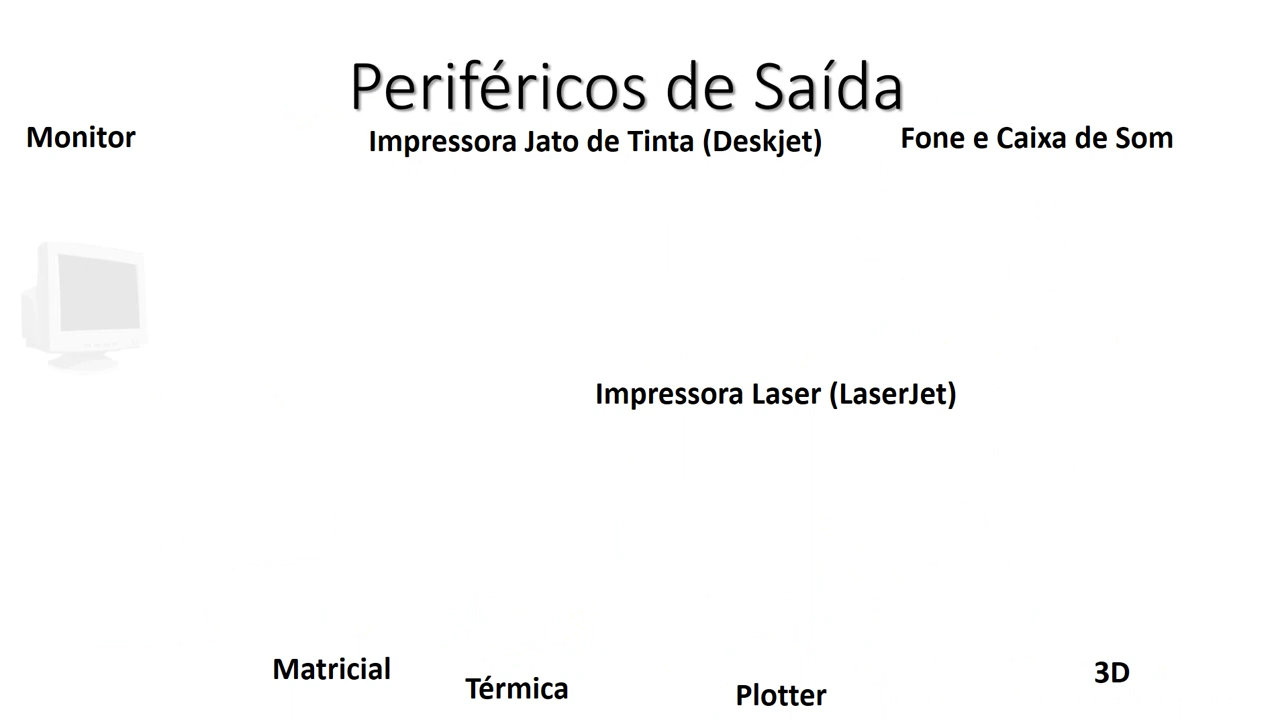 Periféricos de Saída
Monitor
Impressora Jato de Tinta (Deskjet)
Fone e Caixa de Som
Impressora Laser (LaserJet)
Matricial
Térmica
Plotter
3D